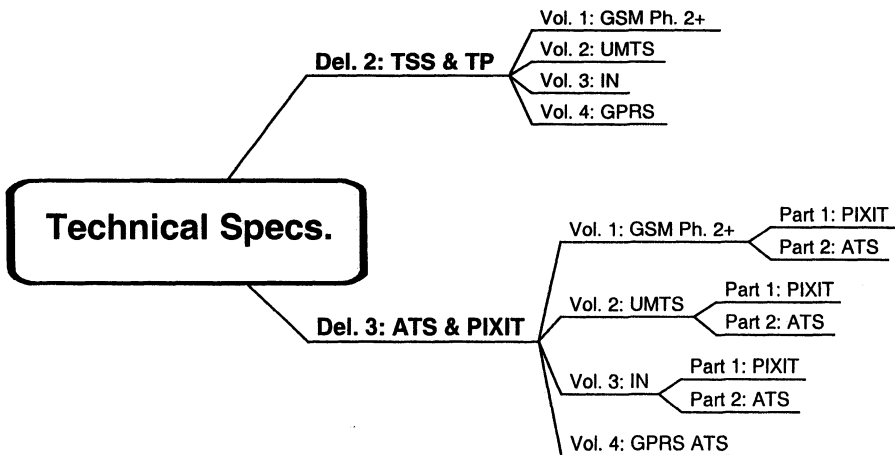 Technical Specs.
Del. 2: TSS & TP
Vol. 1: GSM Ph. 2+
Vol. 2: UMTS
Vol. 3: IN
Vol. 4: GPRS
Del. 3: ATS & PIXIT
Vol. 1: GSM Ph. 2+
Part 1: PIXIT
Part 2: ATS
Vol. 2: UMTS
Part 1: PIXIT
Part 2: ATS
Vol. 3: IN
Part 1: PIXIT
Part 2: ATS
Vol. 4: GPRS ATS